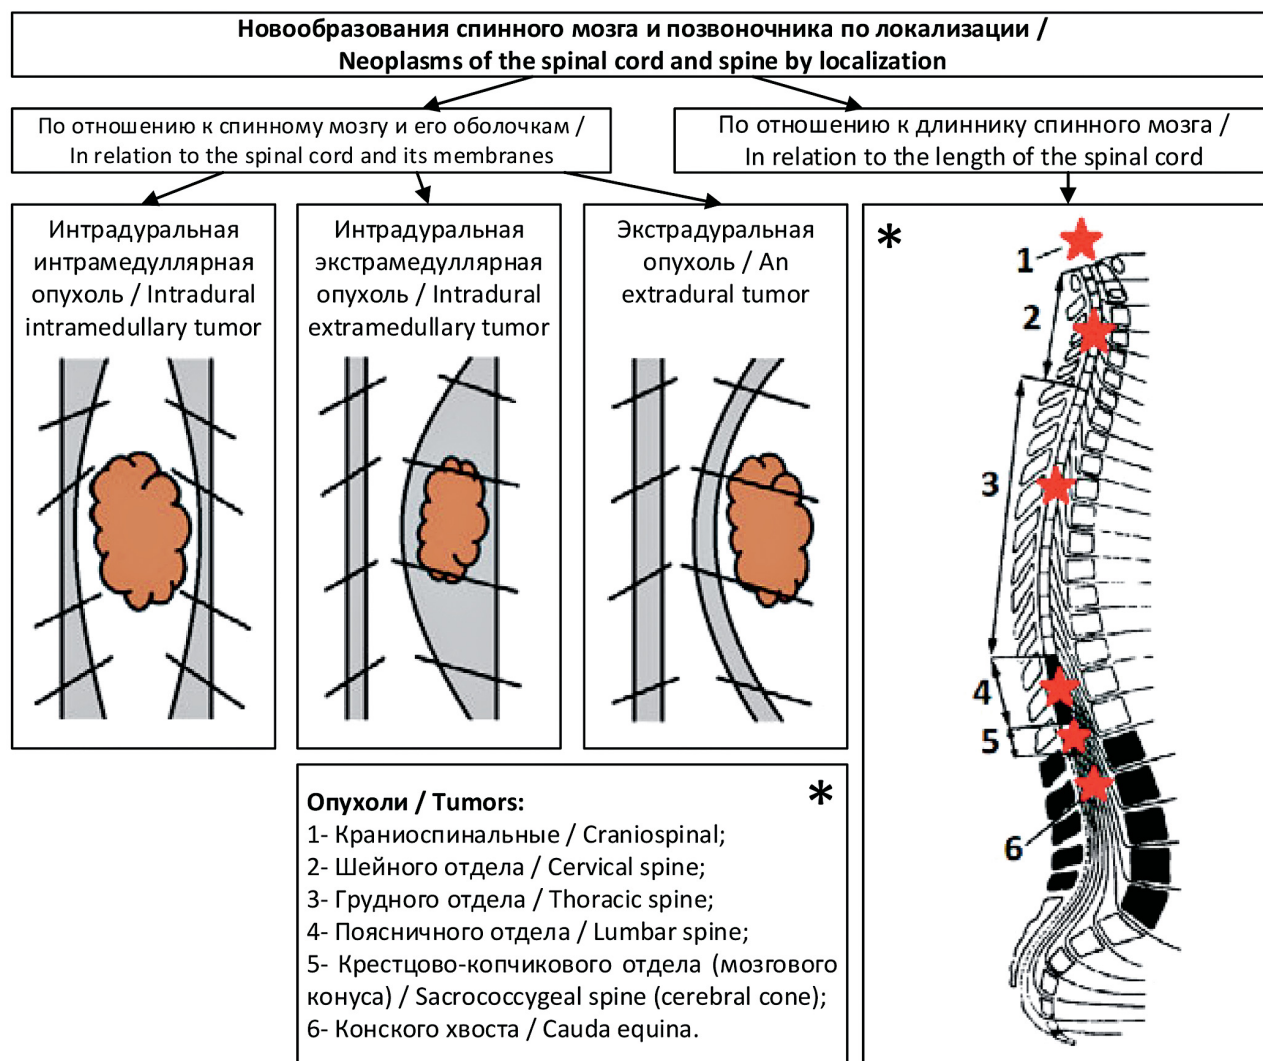 Новообразования спинного мозга и позвоночника по локализации /
Neoplasms of the spinal cord and spine by localization
По отношению к спинному мозгу и его оболочкам /
In relation to the spinal cord and its membranes
По отношению к длиннику спинного мозга /
In relation to the length of the spinal cord
Интрадуральная
интрамедуллярная
опухоль / Intradural
intramedullary tumor
Интрадуральная
экстрамедуллярная
опухоль / Intradural
extramedullary tumor
Экстрадуральная
опухоль / An
extradural tumor
*
1
2
3
4
5
6
Опухоли / Tumors:
*
1- Краниоспинальные / Craniospinal;
2- Шейного отдела / Cervical spine;
3- Грудного отдела / Thoracic spine;
4- Поясничного отдела / Lumbar spine;
5- Крестцово-копчикового отдела (мозгового
конуса) / Sacrococcygeal spine (cerebral cone);
6- Конского хвоста / Cauda equina.